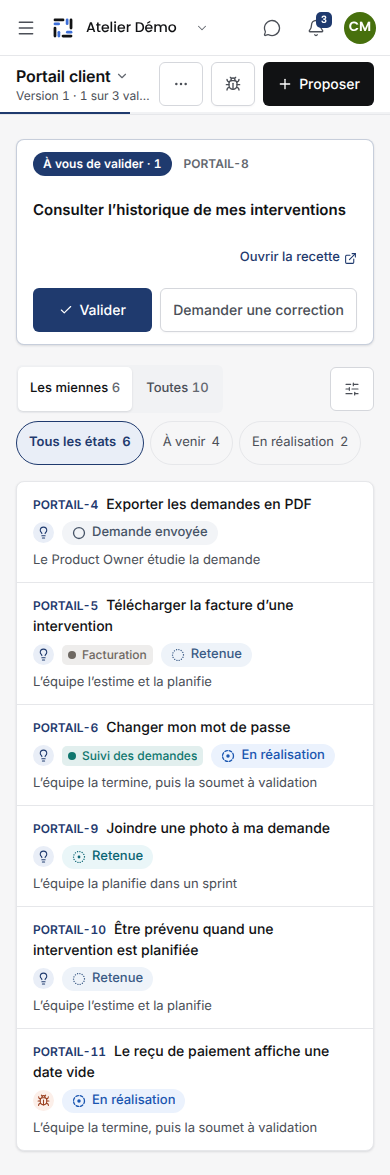 Atelier Démo
3
CM
Portail client
Version 1 · 1 sur 3 val...
Proposer
À vous de valider · 1 PORTAIL-8
Consulter l’historique de mes interventions
Ouvrir la recette
Valider
Demander une correction
Les miennes 6
Toutes 10
Tous les états 6
À venir 4
En réalisation 2
PORTAIL-4 Exporter les demandes en PDF
Demande envoyée
Le Product Owner étudie la demande
PORTAIL-5 Télécharger la facture d’une
intervention
Facturation
Retenue
L’équipe l’estime et la planifie
PORTAIL-6 Changer mon mot de passe
Suivi des demandes
En réalisation
L’équipe la termine, puis la soumet à validation
PORTAIL-9 Joindre une photo à ma demande
Retenue
L’équipe la planifie dans un sprint
PORTAIL-10 Être prévenu quand une
intervention est planifiée
Retenue
L’équipe l’estime et la planifie
PORTAIL-11 Le reçu de paiement affiche une
date vide
En réalisation
L’équipe la termine, puis la soumet à validation